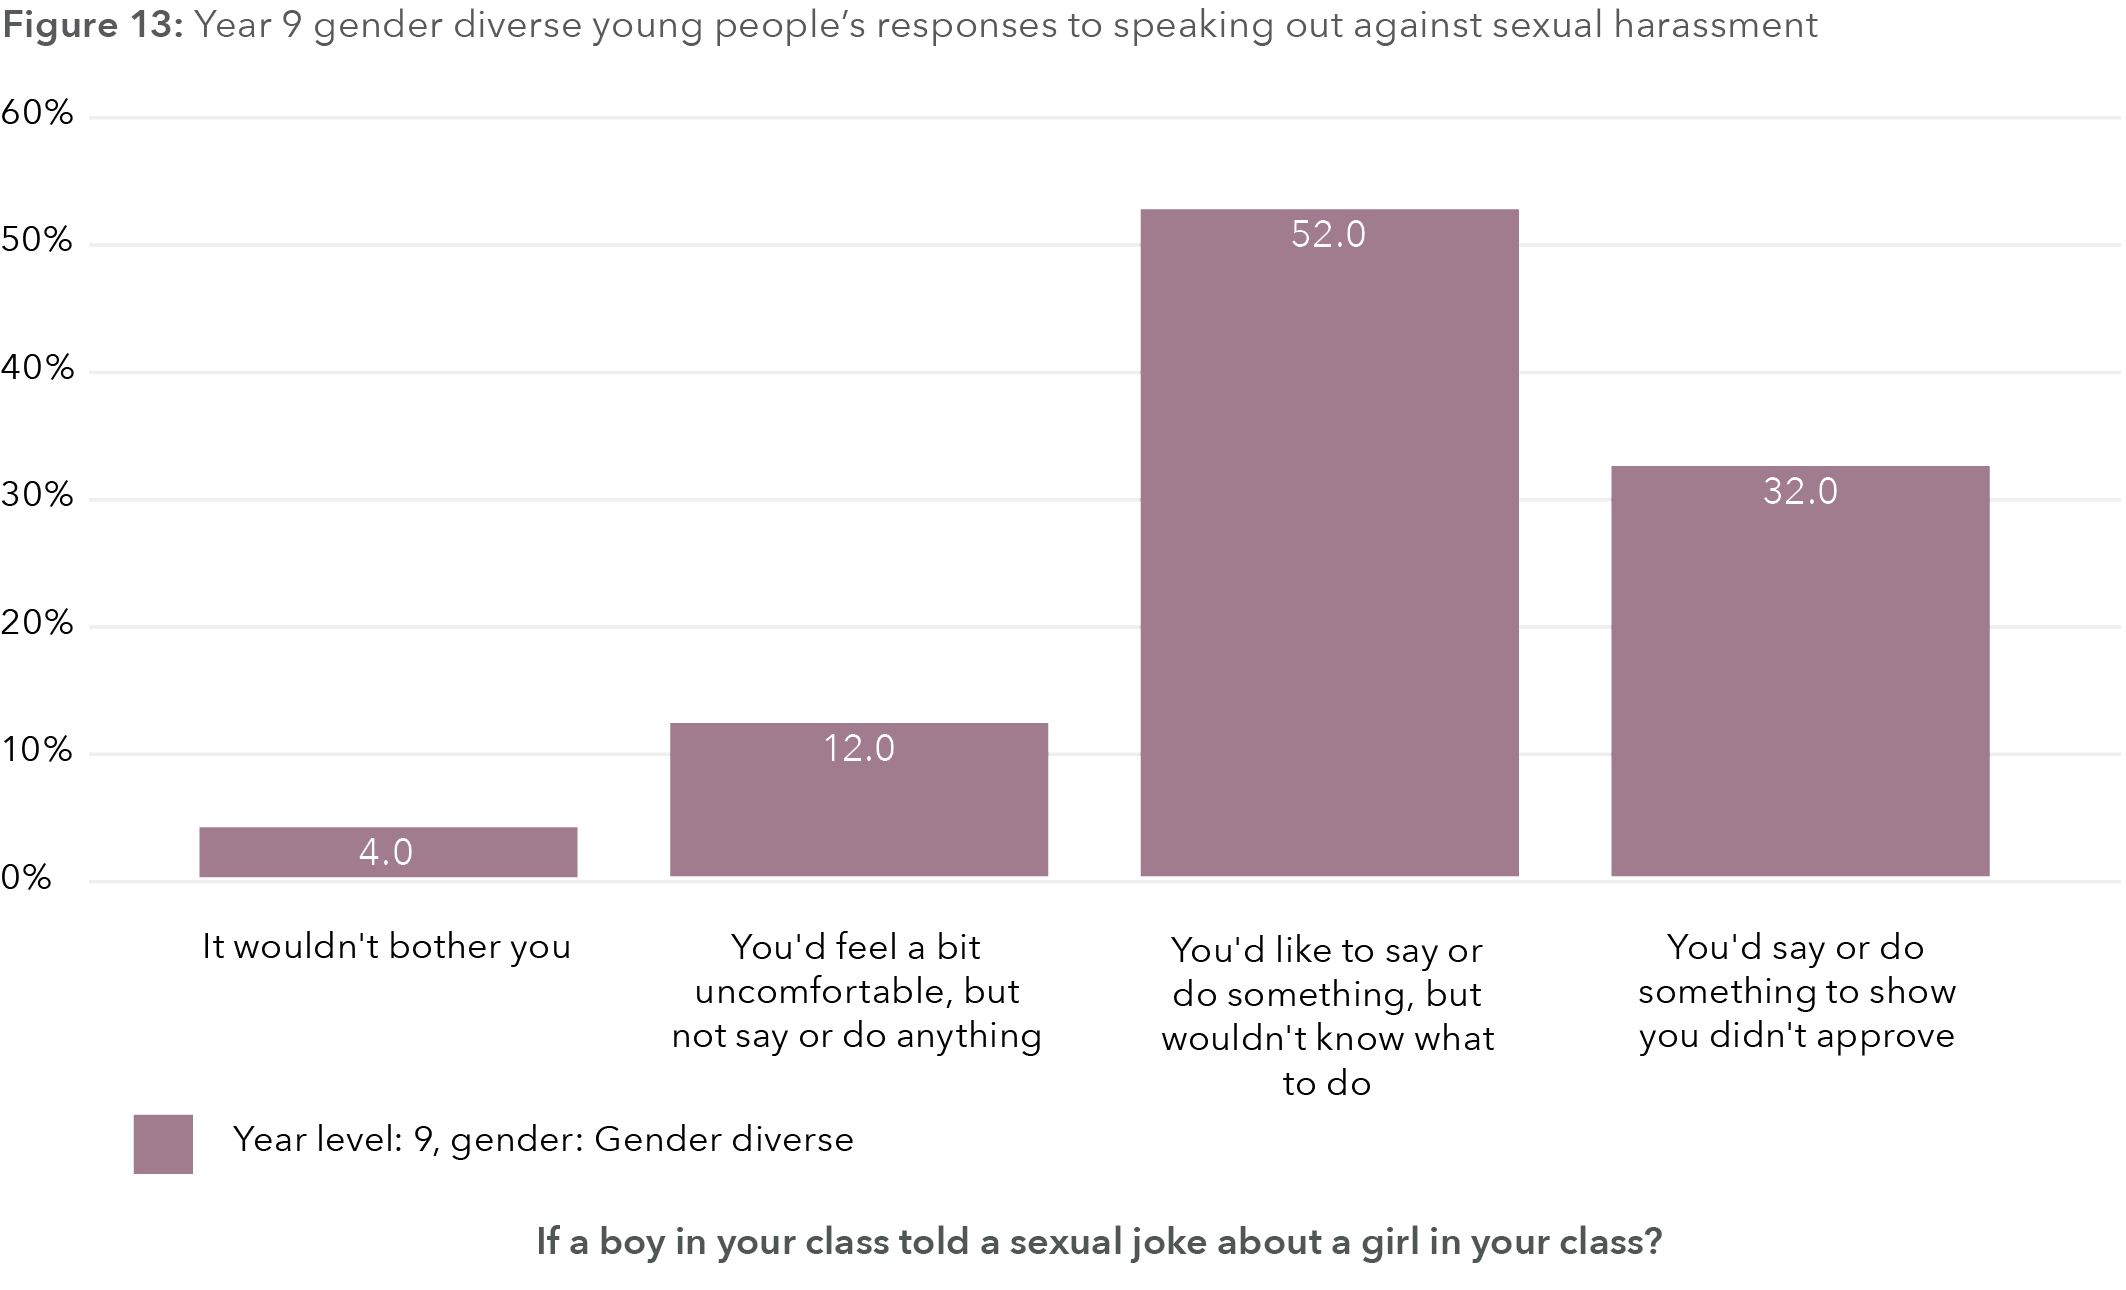 Figure 13: Year 9 gender diverse young people’s responses to speaking out against sexual harassment
60%
50%
40%
30%
20%
10%
0%
4.0
12.0
52.0
32.0
It wouldn't bother you
You'd feel a bit
uncomfortable, but
not say or do anything
You'd like to say or
do something, but
wouldn't know what
to do
You'd say or do
something to show
you didn't approve
Year level: 9, gender: Gender diverse
If a boy in your class told a sexual joke about a girl in your class?